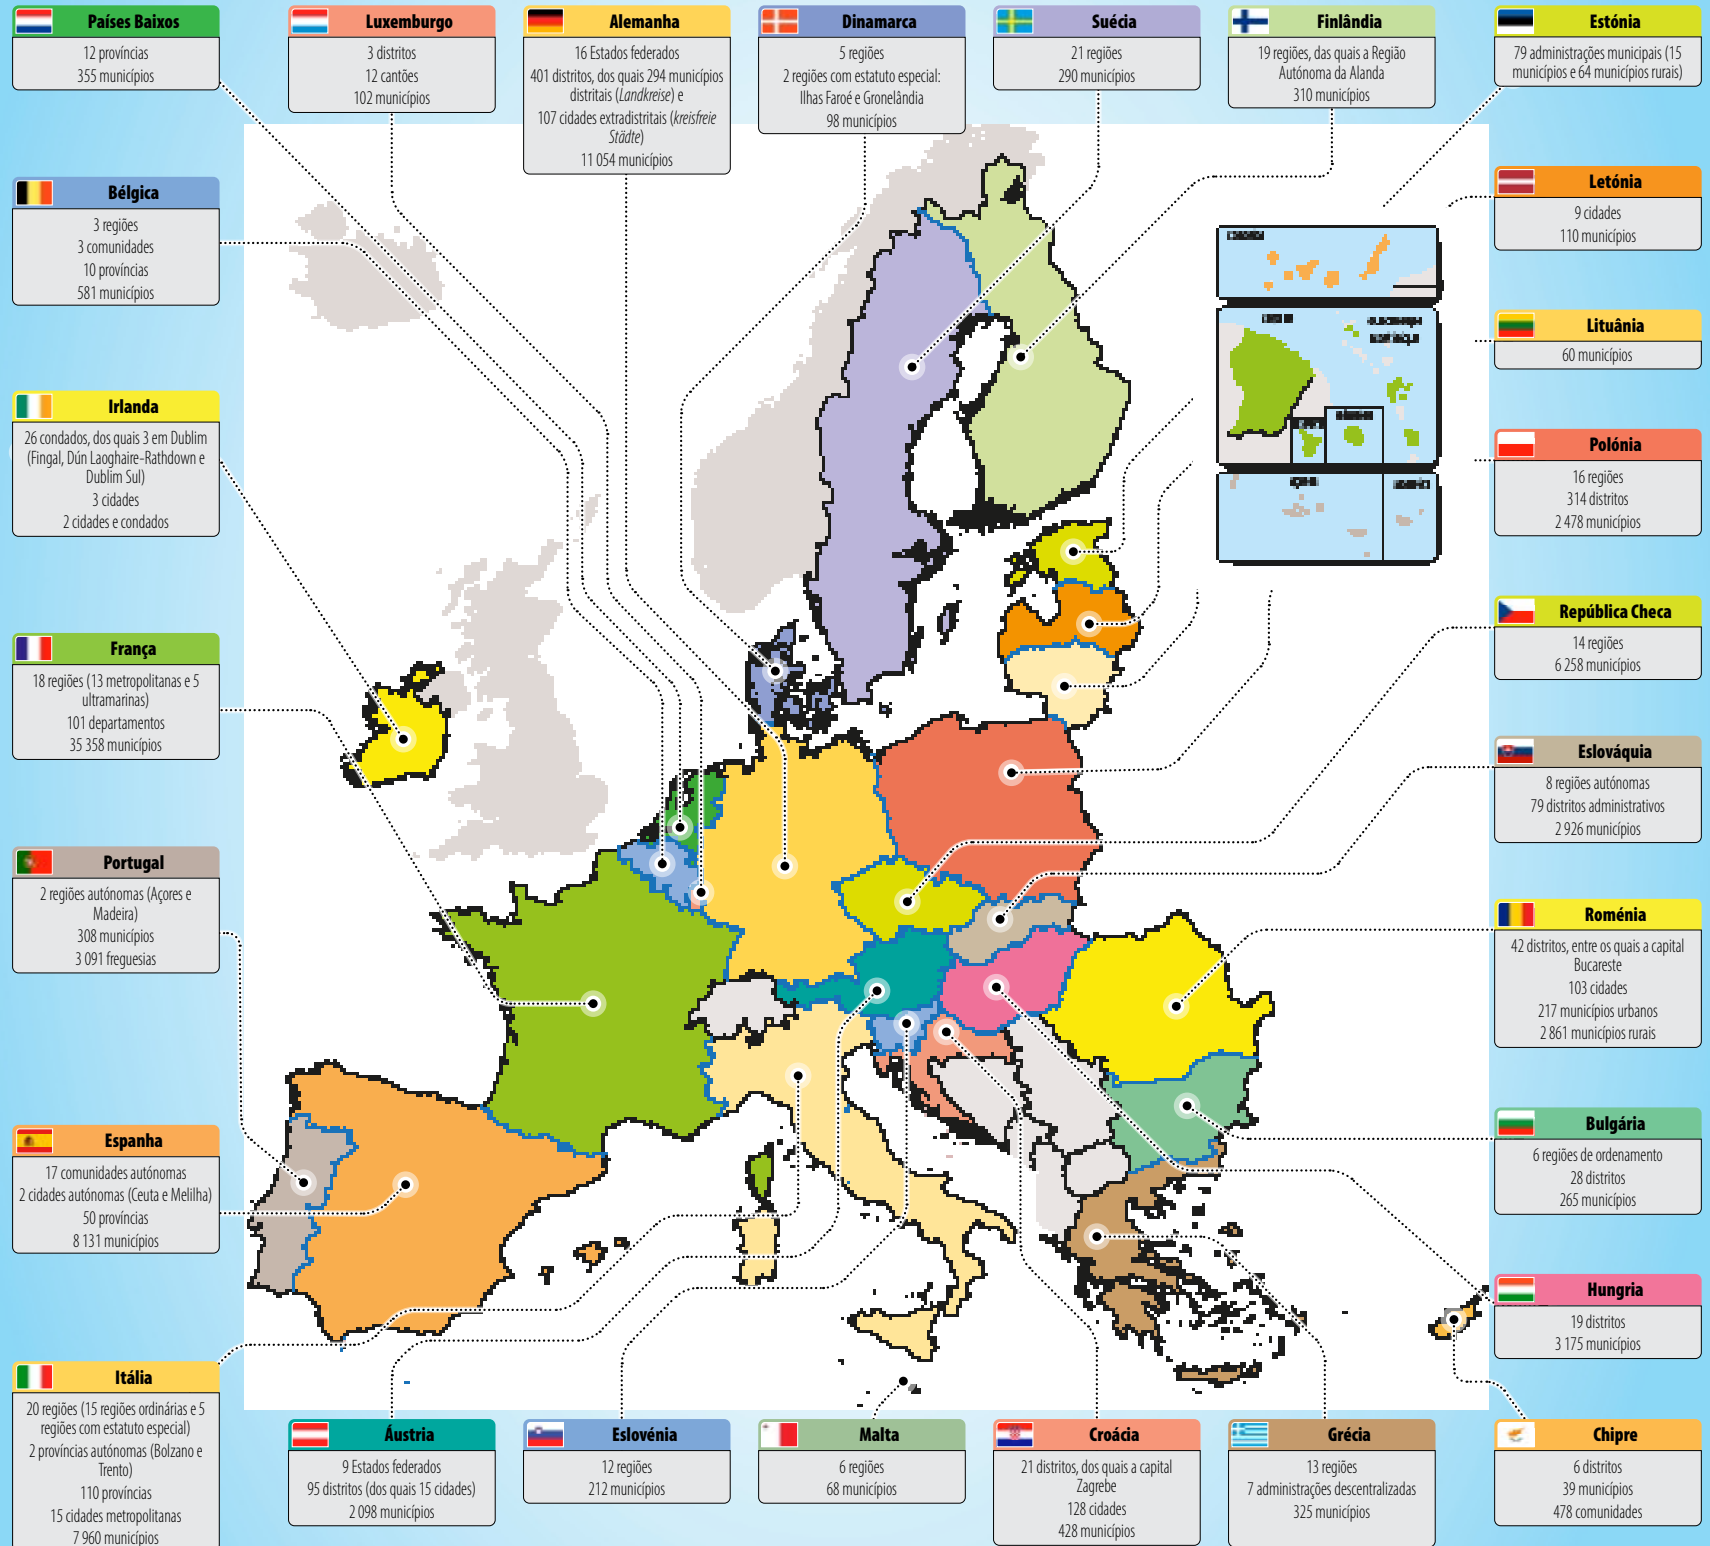 Países Baixos
12 províncias
355 municípios
Luxemburgo
3 distritos
12 cantões
102 municípios
Alemanha
16 Estados federados
401 distritos, dos quais 294 municípios
distritais (Landkreise) e
107 cidades extradistritais (kreisfreie
Städte)
11 054 municípios
Dinamarca
5 regiões
2 regiões com estatuto especial:
Ilhas Faroé e Gronelândia
98 municípios
Suécia
21 regiões
290 municípios
Finlândia
19 regiões, das quais a Região
Autónoma da Alanda
310 municípios
Estónia
79 administrações municipais (15
municípios e 64 municípios rurais)
Bélgica
3 regiões
3 comunidades
10 províncias
581 municípios
Letónia
9 cidades
110 municípios
Lituânia
60 municípios
Irlanda
26 condados, dos quais 3 em Dublim
(Fingal, Dún Laoghaire-Rathdown e
Dublim Sul)
3 cidades
2 cidades e condados
Polónia
16 regiões
314 distritos
2 478 municípios
República Checa
14 regiões
6 258 municípios
França
18 regiões (13 metropolitanas e 5
ultramarinas)
101 departamentos
35 358 municípios
Eslováquia
8 regiões autónomas
79 distritos administrativos
2 926 municípios
Portugal
2 regiões autónomas (Açores e
Madeira)
308 municípios
3 091 freguesias
Roménia
42 distritos, entre os quais a capital
Bucareste
103 cidades
217 municípios urbanos
2 861 municípios rurais
Espanha
17 comunidades autónomas
2 cidades autónomas (Ceuta e Melilha)
50 províncias
8 131 municípios
Bulgária
6 regiões de ordenamento
28 distritos
265 municípios
Hungria
19 distritos
3 175 municípios
Itália
20 regiões (15 regiões ordinárias e 5
regiões com estatuto especial)
2 províncias autónomas (Bolzano e
Trento)
110 províncias
15 cidades metropolitanas
7 960 municípios
Áustria
9 Estados federados
95 distritos (dos quais 15 cidades)
2 098 municípios
Eslovénia
12 regiões
212 municípios
Malta
6 regiões
68 municípios
Croácia
21 distritos, dos quais a capital
Zagrebe
128 cidades
428 municípios
Grécia
13 regiões
7 administrações descentralizadas
325 municípios
Chipre
6 distritos
39 municípios
478 comunidades